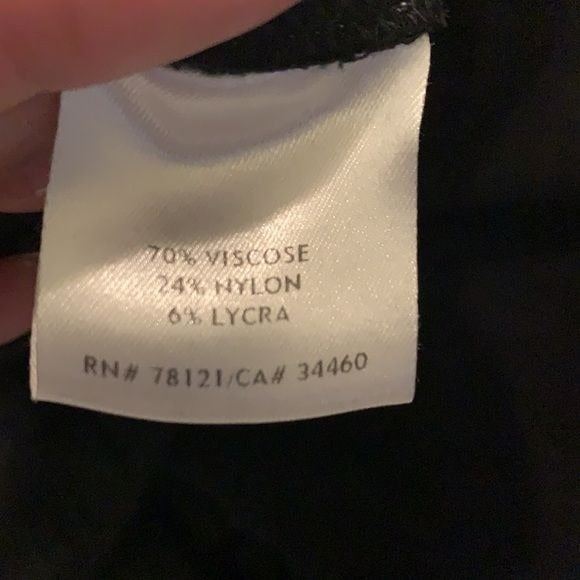 70% VISCOSE
24% NYLON
6% LYCRA
RN# 78121/CA# 34460